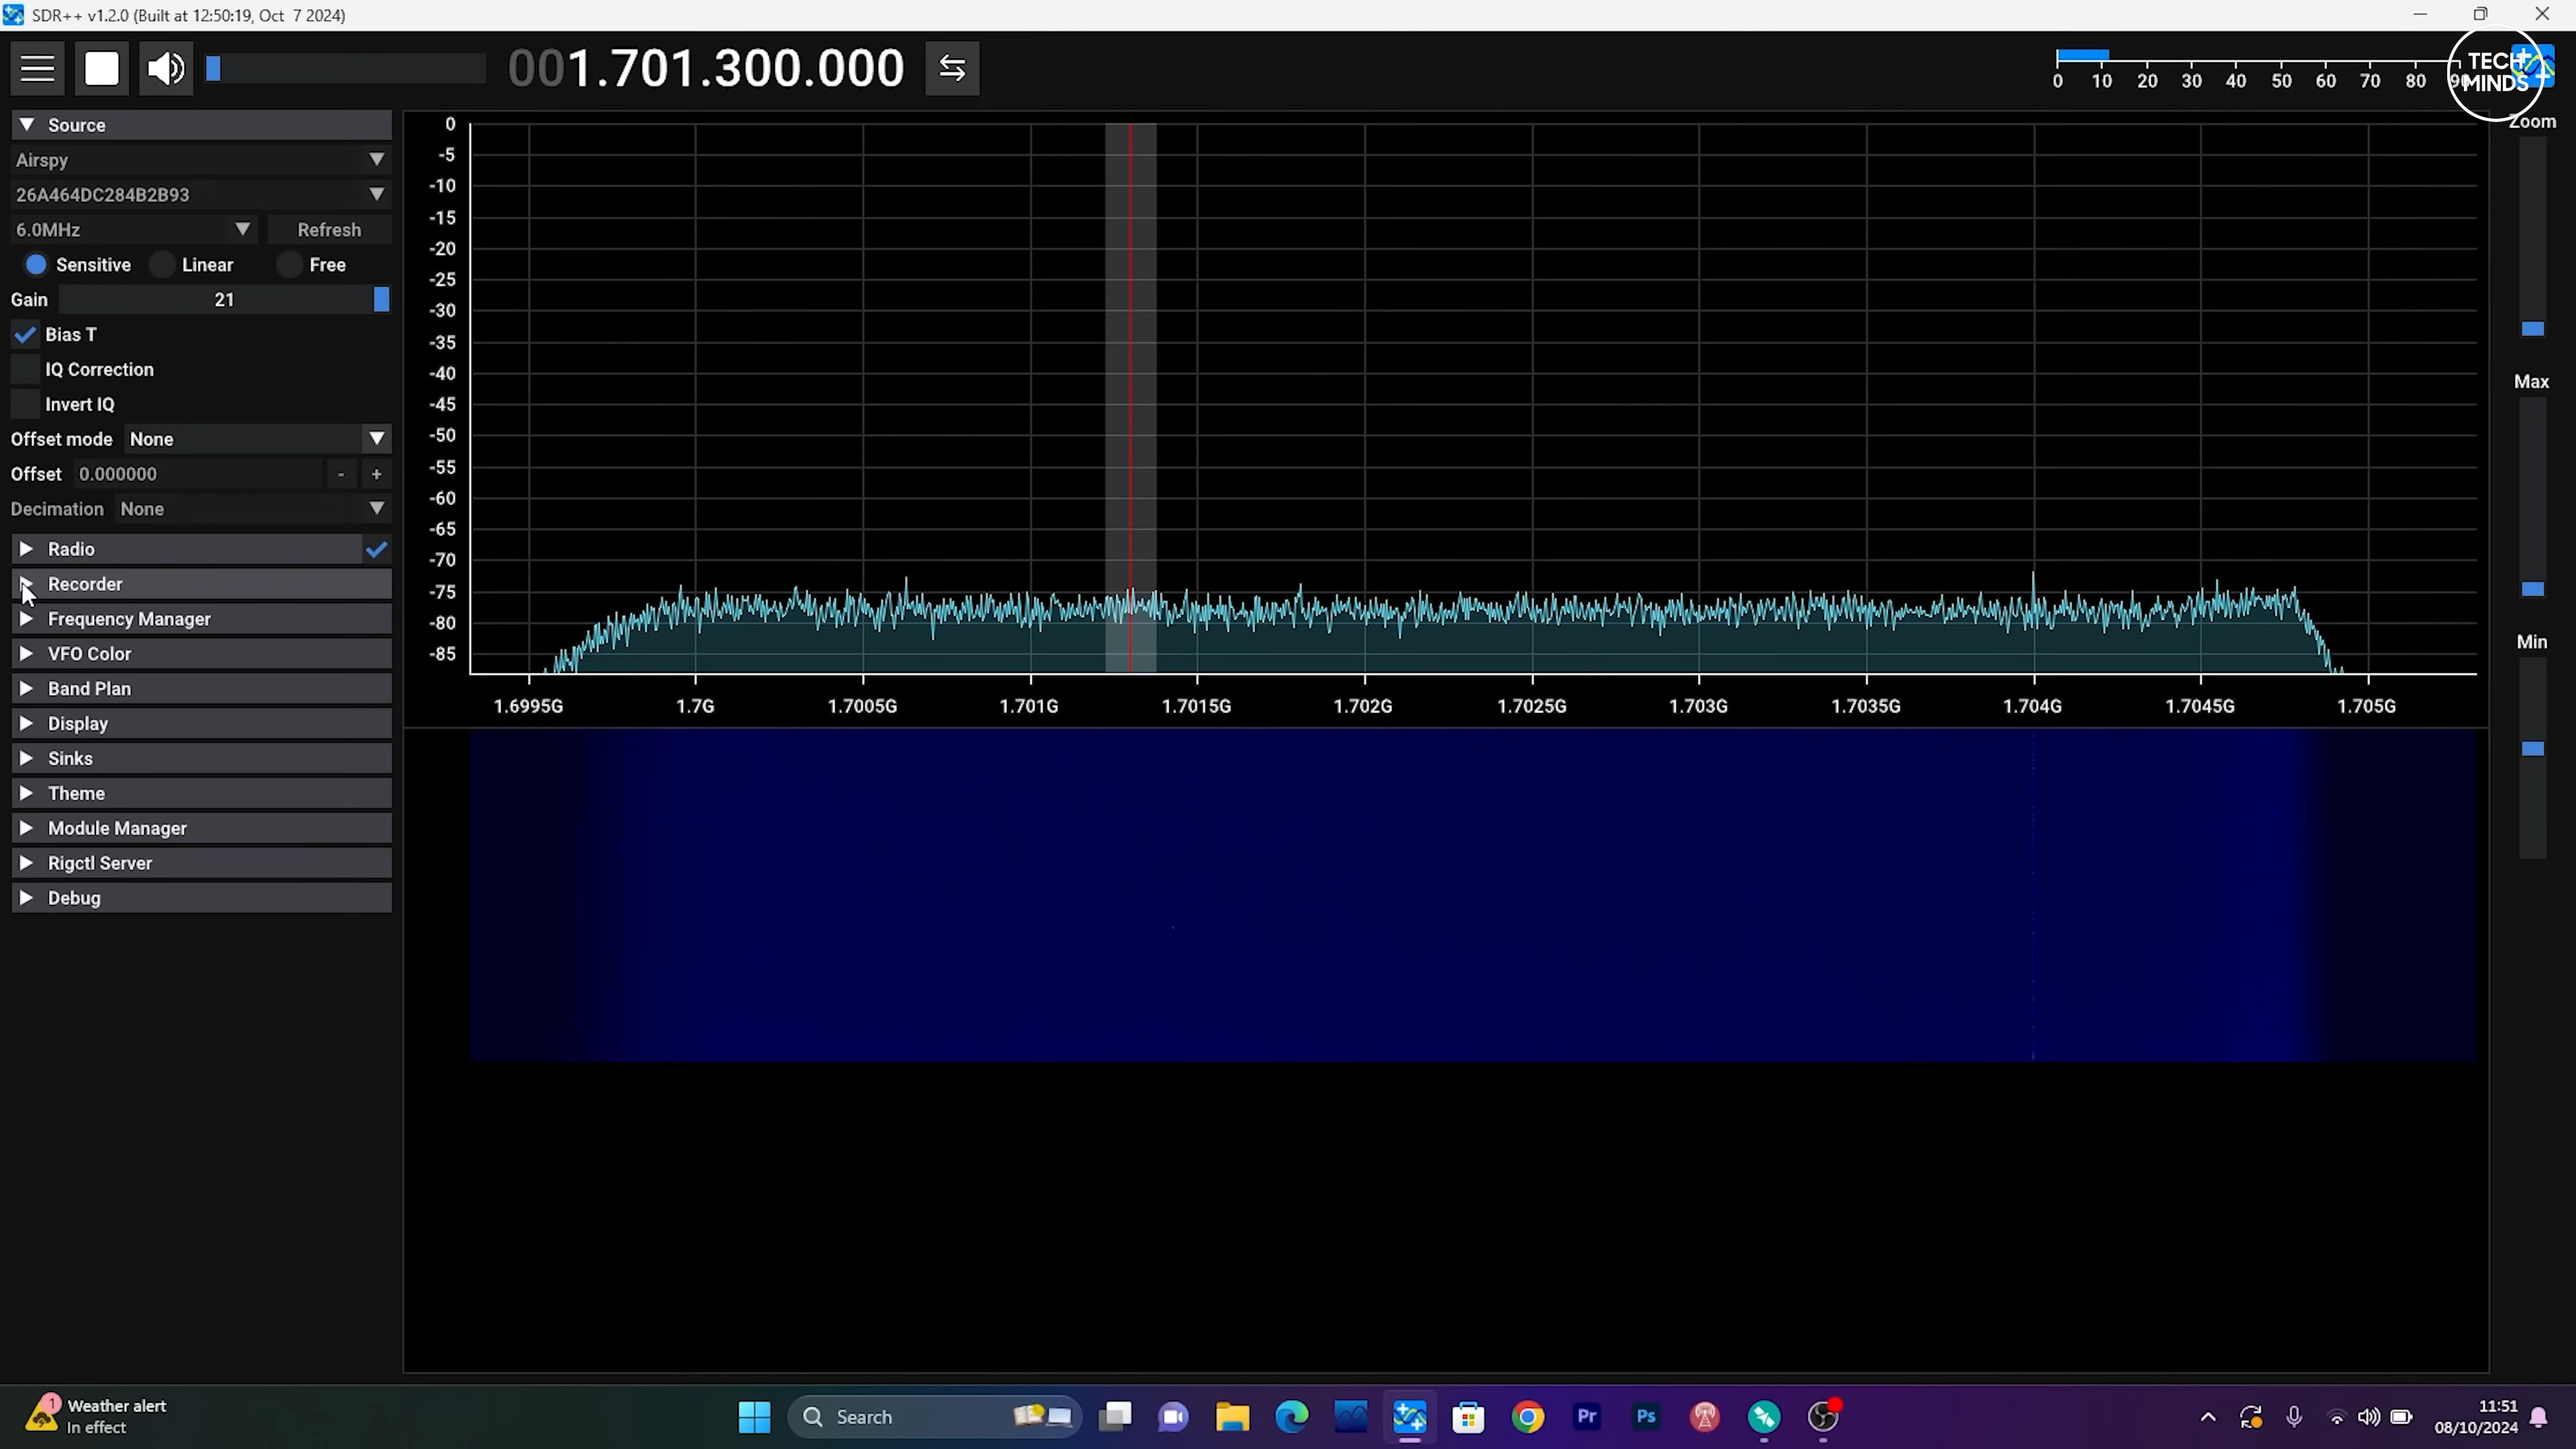 SDR++ v1.2.0 (Built at 12:50:19, Oct 7 2024)
001.701.300.000
0 10 20 30 40 50 60 70 80 90
TECH
MINDS
Source
Airspy
26A464DC284B2B93
6.0MHz Refresh
Sensitive Linear Free
Gain 21
Bias T
IQ Correction
Invert IQ
Offset mode None
Offset 0.000000 - +
Decimation None
Radio
Recorder
Frequency Manager
VFO Color
Band Plan
Display
Sinks
Theme
Module Manager
Rigctl Server
Debug
0
-5
-10
-15
-20
-25
-30
-35
-40
-45
-50
-55
-60
-65
-70
-75
-80
-85
1.6995G 1.7G 1.7005G 1.701G 1.7015G 1.702G 1.7025G 1.703G 1.7035G 1.704G 1.7045G 1.705G
Zoom
Max
Min
1
Weather alert
In effect
Search
Pr
Ps
11:51
08/10/2024